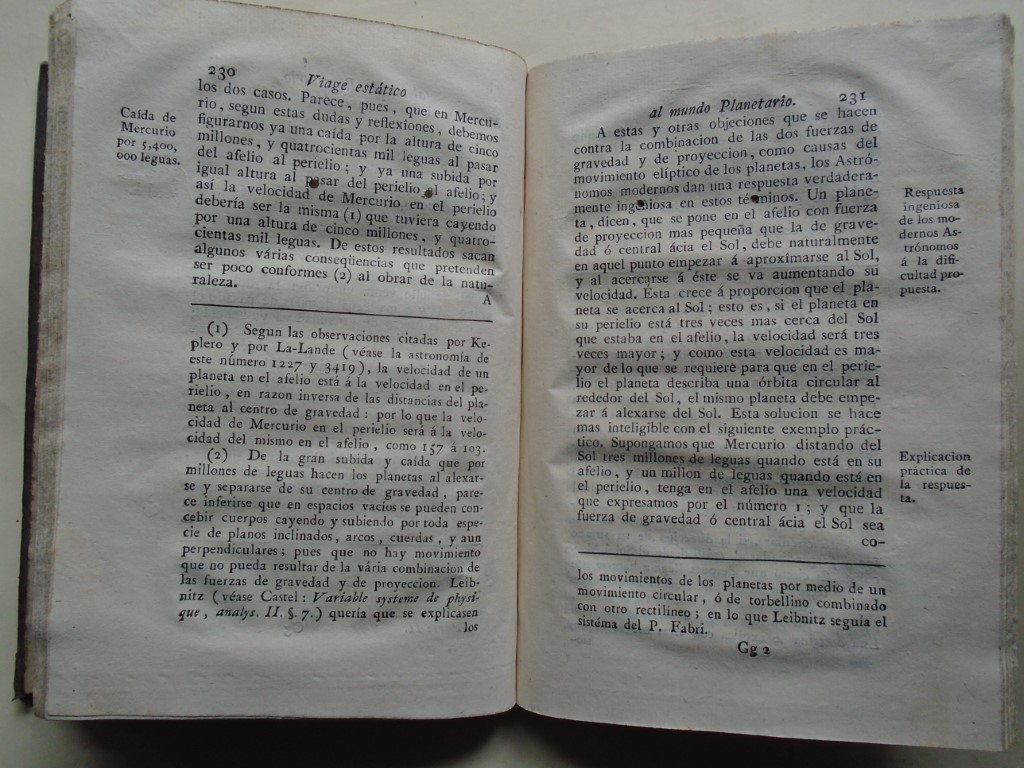 230
Viage estático
los dos casos. Parece, pues, que en Mercu-
rio, segun estas dudas y reflexiones, debemos
figurarnos ya una caída por la altura de cinco
millones, y quatrocientas mil leguas al pasar
del afelio al perielio; y ya una subida por
igual altura al pasar del perielio al afelio; y
así la velocidad de Mercurio en el perielio
debería ser la misma (1) que tuviera cayendo
por una altura de cinco millones, y quatro-
cientas mil leguas. De estos resultados sacan
algunos várias conseqüencias que pretenden
ser poco conformes (2) al obrar de la natu-
raleza.
A
Caída de
Mercurio
por 5,400,
000 leguas.
(1) Segun las observaciones citadas por Ke-
plero y por La-Lande (véase la astronomía de
este número 1227 y 3419), la velocidad de un
planeta en el afelio está á la velocidad en el pe-
rielio, en razon inversa de las distancias del pla-
neta al centro de gravedad: por lo que la velo-
cidad de Mercurio en el perielio será á la velo-
cidad del mismo en el afelio, como 157 á 103.
(2) De la gran subida y caída que por
millones de leguas hacen los planetas al alexar-
se y separarse de su centro de gravedad, pare-
ce inferirse que en espacios vacíos se pueden con-
cebir cuerpos cayendo y subiendo por toda espe-
cie de planos inclinados, arcos, cuerdas, y aun
perpendiculares; pues que no hay movimiento
que no pueda resultar de la vária combinacion de
las fuerzas de gravedad y de proyeccion. Leib-
nitz (véase Castel: Variable systeme de physi-
que, analys. II. §. 7.) quería que se explicasen
los
al mundo Planetario.
231
A estas y otras objeciones que se hacen
contra la combinacion de las dos fuerzas de
gravedad y de proyeccion, como causas del
movimiento elíptico de los planetas, los Astró-
nomos modernos dan una respuesta verdadera-
mente ingeniosa en estos términos. Un plane-
ta, dicen, que se pone en el afelio con fuerza
de proyeccion mas pequeña que la de grave-
dad ó central ácia el Sol, debe naturalmente
en aquel punto empezar á aproxîmarse al Sol,
y al acercarse á éste se va aumentando su
velocidad. Esta crece á proporcion que el pla-
neta se acerca al Sol; esto es, si el planeta en
su perielio está tres veces mas cerca del Sol
que estaba en el afelio, la velocidad será tres
veces mayor; y como esta velocidad es ma-
yor de lo que se requiere para que en el perie-
lio el planeta describa una órbita circular al
rededor del Sol, el mismo planeta debe empe-
zar á alexarse del Sol. Esta solucion se hace
mas inteligible con el siguiente exemplo prác-
tico. Supongamos que Mercurio distando del
Sol tres millones de leguas quando está en su
afelio, y un millon de leguas quando está en
el perielio, tenga en el afelio una velocidad
que expresamos por el número 1; y que la
fuerza de gravedad ó central ácia el Sol sea
co-
Respuesta
ingeniosa
de los mo-
dernos As-
trónomos
á la difi-
cultad pro-
puesta.
Explicacion
práctica de
la respues-
ta.
los movimientos de los planetas por medio de un
movimiento circular, ó de torbellino combinado
con otro rectilineo; en lo que Leibnitz seguia el
sistéma del P. Fabri.
Gg 2